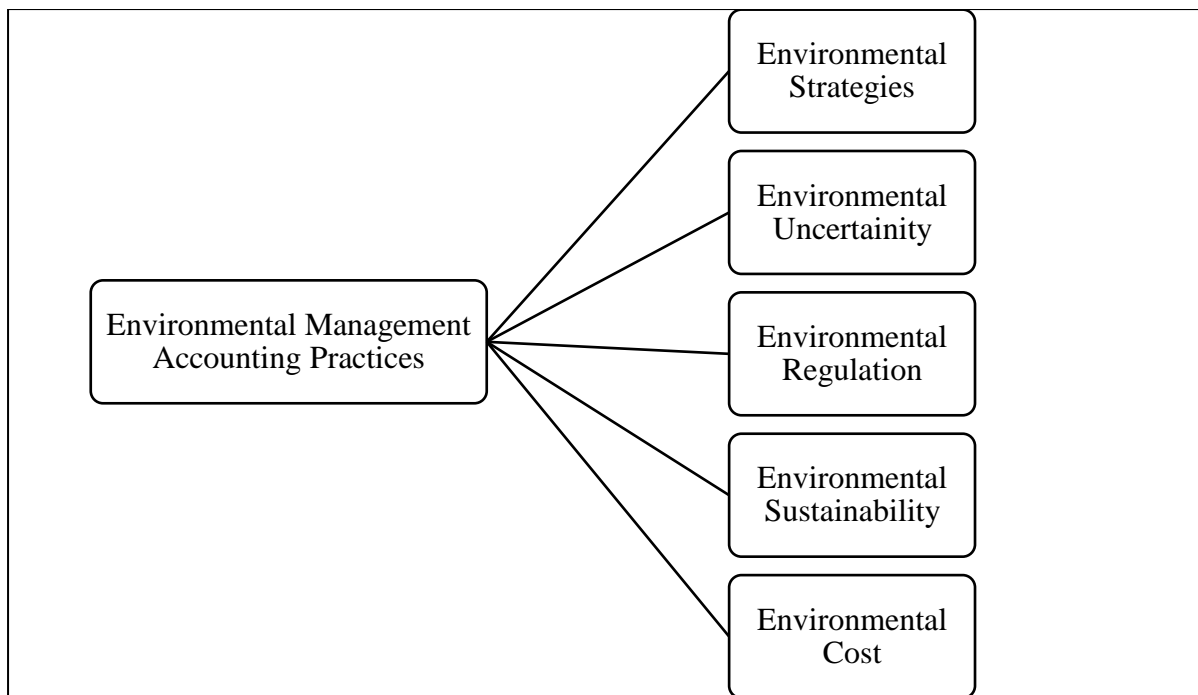 Environmental
Strategies
Environmental
Uncertainity
Environmental Management
Accounting Practices
Environmental
Regulation
Environmental
Sustainability
Environmental
Cost